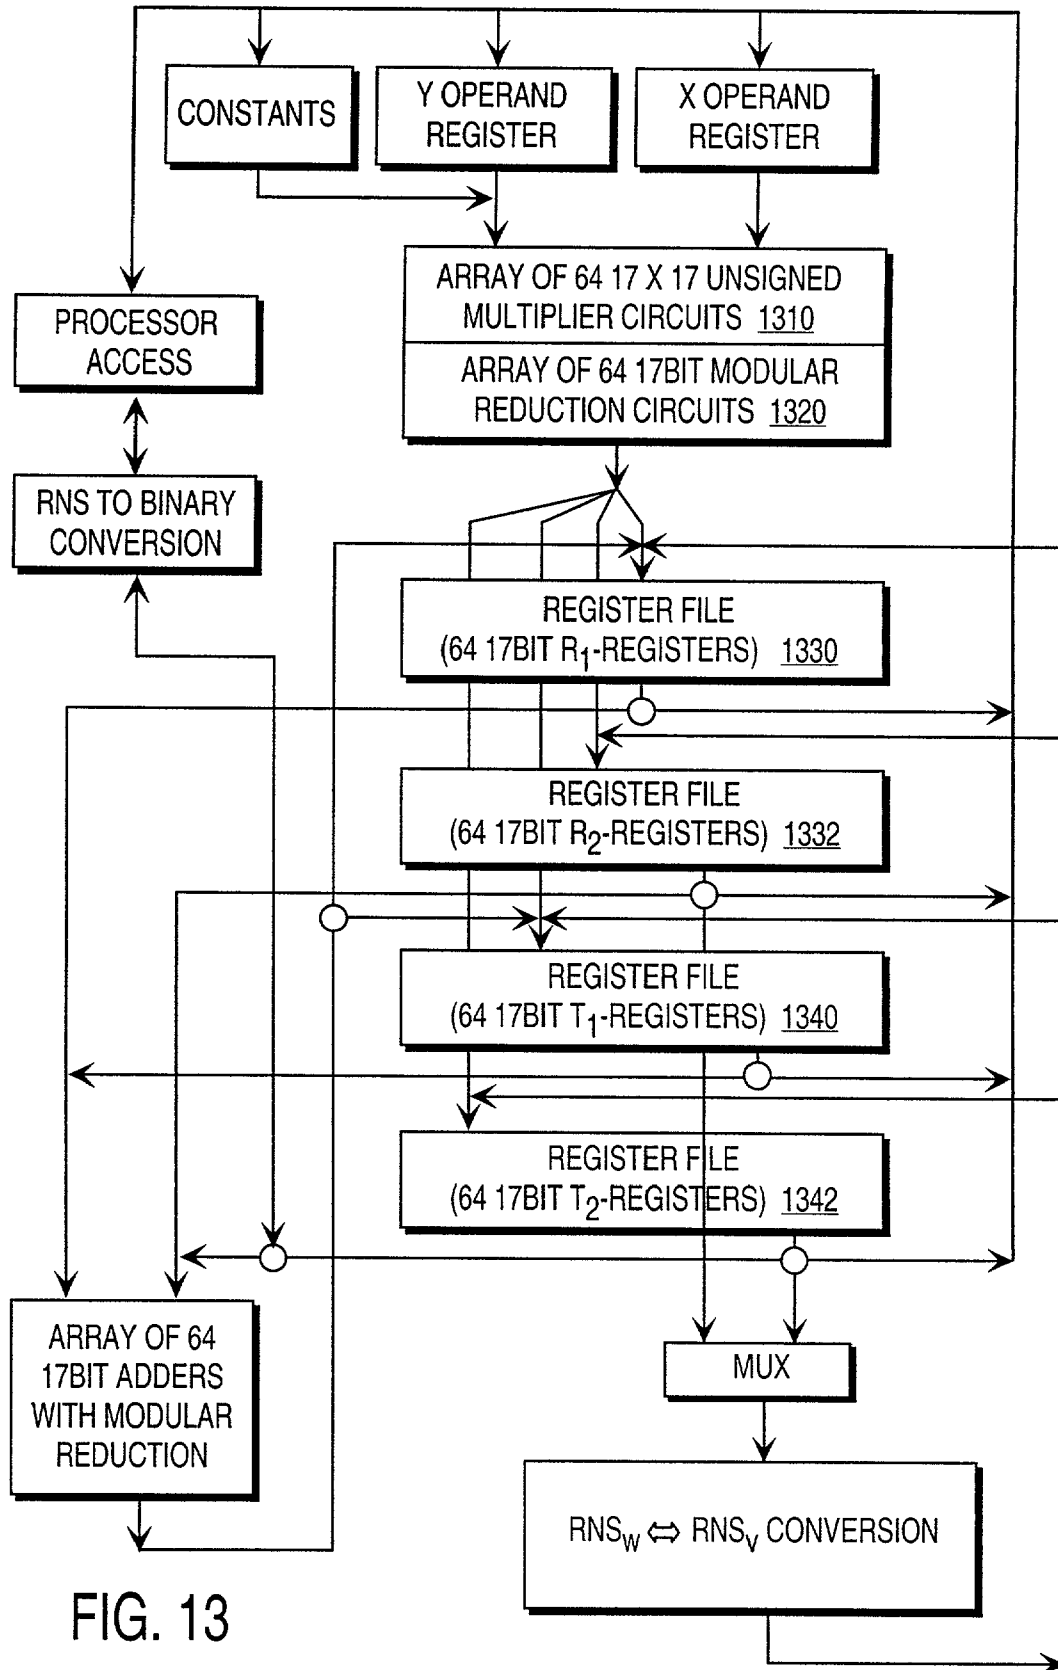 CONSTANTS
Y OPERAND
REGISTER
X OPERAND
REGISTER
ARRAY OF 64 17 X 17 UNSIGNED
MULTIPLIER CIRCUITS 1310
ARRAY OF 64 17BIT MODULAR
REDUCTION CIRCUITS 1320
PROCESSOR
ACCESS
RNS TO BINARY
CONVERSION
REGISTER FILE
(64 17BIT R1-REGISTERS) 1330
REGISTER FILE
(64 17BIT R2-REGISTERS) 1332
REGISTER FILE
(64 17BIT T1-REGISTERS) 1340
REGISTER FILE
(64 17BIT T2-REGISTERS) 1342
ARRAY OF 64
17BIT ADDERS
WITH MODULAR
REDUCTION
MUX
RNSW ⇔ RNSV CONVERSION
FIG. 13